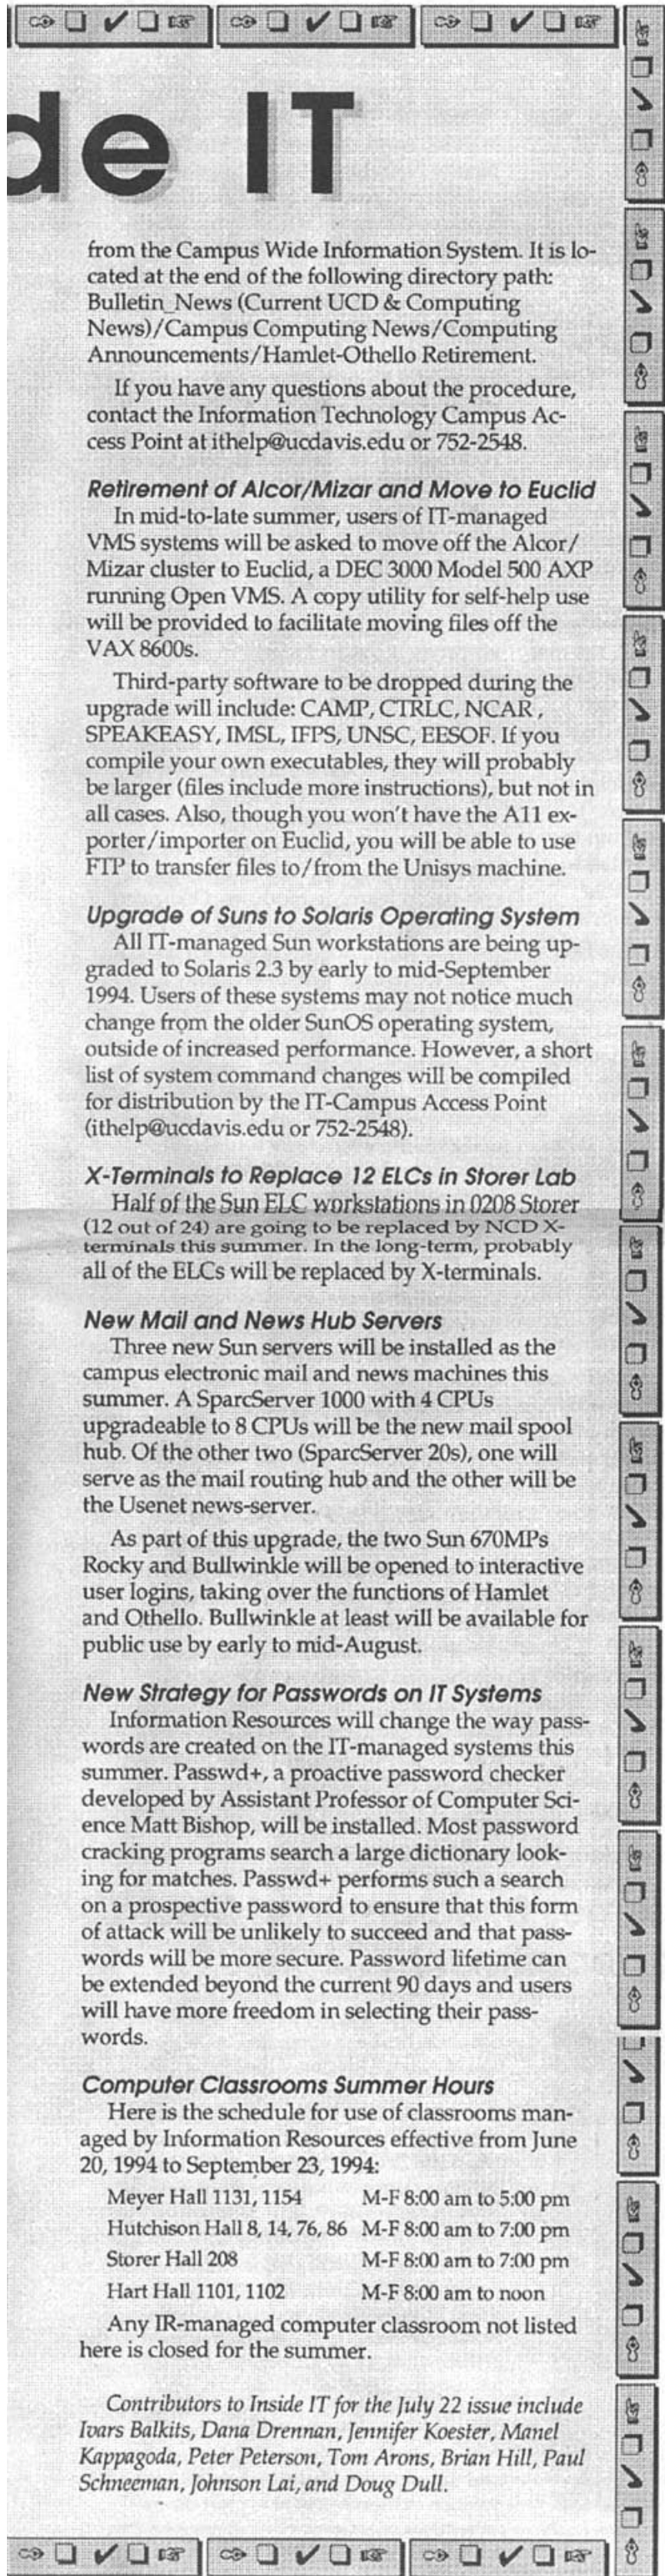 de IT
from the Campus Wide Information System. It is lo-
cated at the end of the following directory path:
Bulletin_News (Current UCD & Computing
News)/Campus Computing News/Computing
Announcements/Hamlet-Othello Retirement.
If you have any questions about the procedure,
contact the Information Technology Campus Ac-
cess Point at ithelp@ucdavis.edu or 752-2548.
Retirement of Alcor/Mizar and Move to Euclid
In mid-to-late summer, users of IT-managed
VMS systems will be asked to move off the Alcor/
Mizar cluster to Euclid, a DEC 3000 Model 500 AXP
running Open VMS. A copy utility for self-help use
will be provided to facilitate moving files off the
VAX 8600s.
Third-party software to be dropped during the
upgrade will include: CAMP, CTRLC, NCAR ,
SPEAKEASY, IMSL, IFPS, UNSC, EESOF. If you
compile your own executables, they will probably
be larger (files include more instructions), but not in
all cases. Also, though you won't have the A11 ex-
porter/importer on Euclid, you will be able to use
FTP to transfer files to/from the Unisys machine.
Upgrade of Suns to Solaris Operating System
All IT-managed Sun workstations are being up-
graded to Solaris 2.3 by early to mid-September
1994. Users of these systems may not notice much
change from the older SunOS operating system,
outside of increased performance. However, a short
list of system command changes will be compiled
for distribution by the IT-Campus Access Point
(ithelp@ucdavis.edu or 752-2548).
X-Terminals to Replace 12 ELCs in Storer Lab
Half of the Sun ELC workstations in 0208 Storer
(12 out of 24) are going to be replaced by NCD X-
terminals this summer. In the long-term, probably
all of the ELCs will be replaced by X-terminals.
New Mail and News Hub Servers
Three new Sun servers will be installed as the
campus electronic mail and news machines this
summer. A SparcServer 1000 with 4 CPUs
upgradeable to 8 CPUs will be the new mail spool
hub. Of the other two (SparcServer 20s), one will
serve as the mail routing hub and the other will be
the Usenet news-server.
As part of this upgrade, the two Sun 670MPs
Rocky and Bullwinkle will be opened to interactive
user logins, taking over the functions of Hamlet
and Othello. Bullwinkle at least will be available for
public use by early to mid-August.
New Strategy for Passwords on IT Systems
Information Resources will change the way pass-
words are created on the IT-managed systems this
summer. Passwd+, a proactive password checker
developed by Assistant Professor of Computer Sci-
ence Matt Bishop, will be installed. Most password
cracking programs search a large dictionary look-
ing for matches. Passwd+ performs such a search
on a prospective password to ensure that this form
of attack will be unlikely to succeed and that pass-
words will be more secure. Password lifetime can
be extended beyond the current 90 days and users
will have more freedom in selecting their pass-
words.
Computer Classrooms Summer Hours
Here is the schedule for use of classrooms man-
aged by Information Resources effective from June
20, 1994 to September 23, 1994:
Meyer Hall 1131, 1154 M-F 8:00 am to 5:00 pm
Hutchison Hall 8, 14, 76, 86 M-F 8:00 am to 7:00 pm
Storer Hall 208 M-F 8:00 am to 7:00 pm
Hart Hall 1101, 1102 M-F 8:00 am to noon
Any IR-managed computer classroom not listed
here is closed for the summer.
Contributors to Inside IT for the July 22 issue include
Ivars Balkits, Dana Drennan, Jennifer Koester, Manel
Kappagoda, Peter Peterson, Tom Arons, Brian Hill, Paul
Schneeman, Johnson Lai, and Doug Dull.